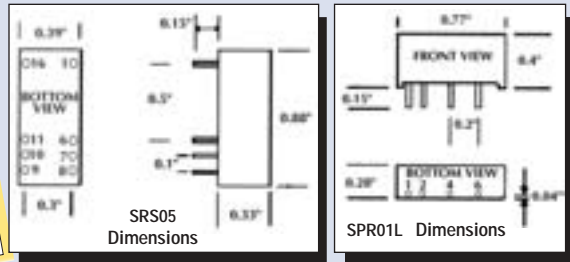 0.39"
O16 1O
BOTTOM
VIEW
O11 6O
O10 7O
O9 8O
0.3"
0.15"
0.5"
0.1"
0.88"
0.33"
SRS05
Dimensions
0.77"
FRONT VIEW
0.4"
0.15"
0.2"
0.28"
BOTTOM VIEW
1 2 4 6
0.04"
SPR01L Dimensions